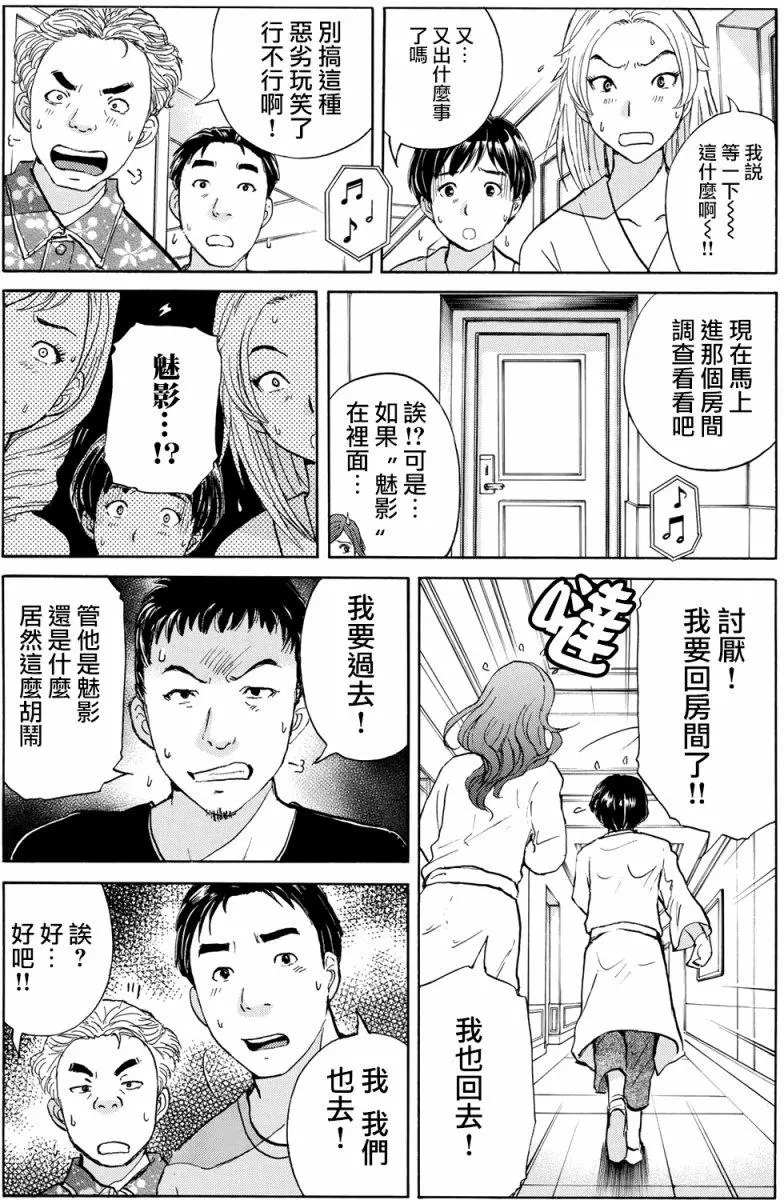 我説
等一下~~~
這什麼啊~!!
又…
又出什麼事
了嗎
別搞這種
惡劣玩笑了
行不行啊!
現在馬上
進那個房間
調查看看吧
誒!?可是…
如果〝魅影〞
在裡面…
魅影…!?
討厭!
我要回房間了!!
噠
我也回去!
我要過去!
管他是魅影
還是什麼
居然這麼胡鬧
我 我們
也去!
誒?
好…
好吧!!